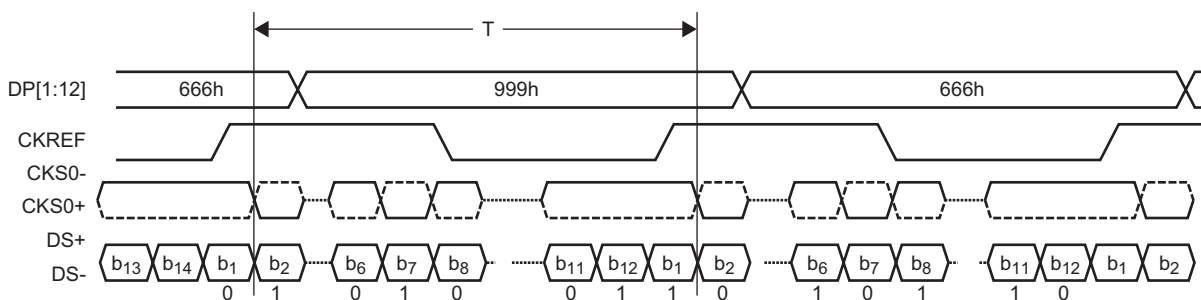 T
DP[1:12] 666h 999h 666h
CKREF
CKS0-
CKS0+
DS+
DS-
b13 b14 b1 b2 b6 b7 b8 b11 b12 b1 b2 b6 b7 b8 b11 b12 b1 b2
0 1 0 1 0 0 1 1 0 1 0 1 1 0